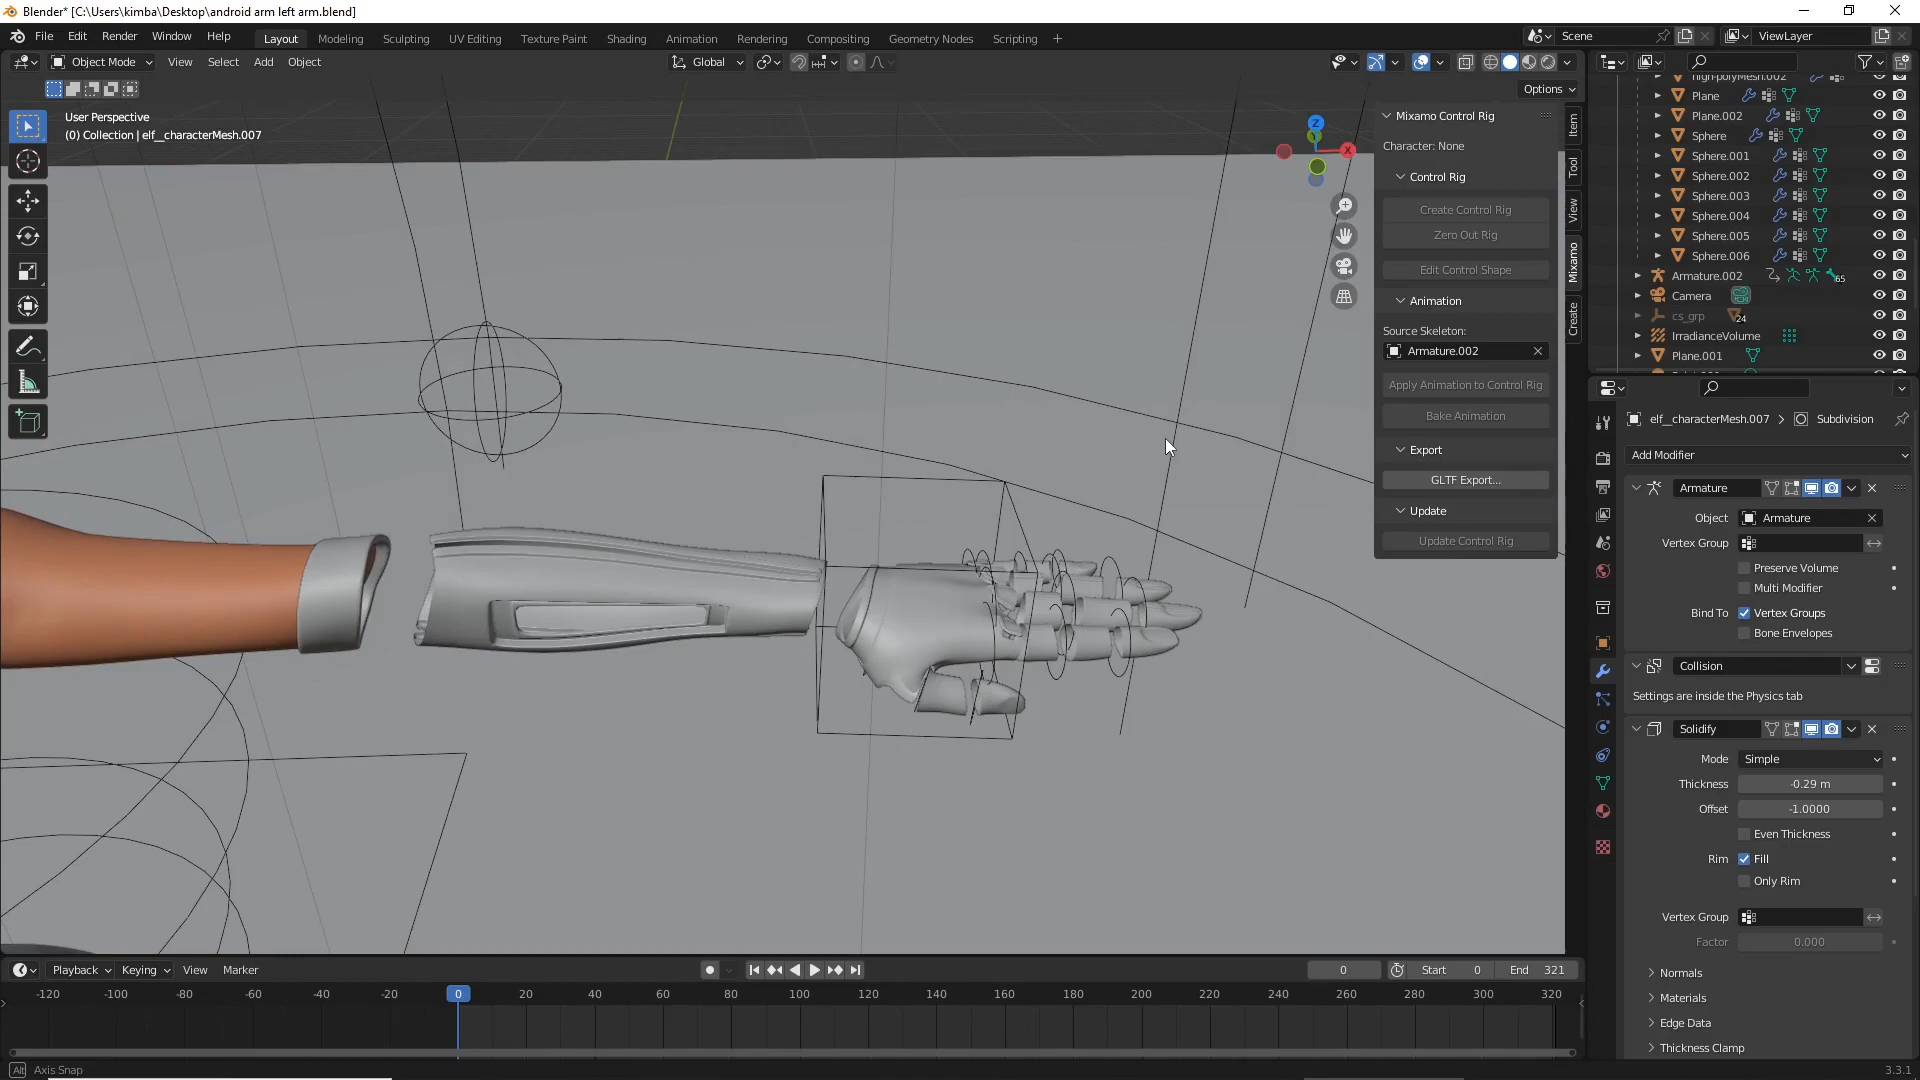 Blender* [C:\Users\kimba\Desktop\android arm left arm.blend]
File Edit Render Window Help
Layout Modeling Sculpting UV Editing Texture Paint Shading Animation Rendering Compositing Geometry Nodes Scripting +
Scene ViewLayer
Object Mode View Select Add Object Global
Options
User Perspective
(0) Collection | elf__characterMesh.007
Z
X
Mixamo Control Rig
Character: None
Control Rig
Create Control Rig
Zero Out Rig
Edit Control Shape
Animation
Source Skeleton:
Armature.002
Apply Animation to Control Rig
Bake Animation
Export
GLTF Export...
Update
Update Control Rig
Item
Tool
View
Mixamo
Create
high-polyMesh.002
Plane
Plane.002
Sphere
Sphere.001
Sphere.002
Sphere.003
Sphere.004
Sphere.005
Sphere.006
Armature.002 65
Camera
cs_grp 24
IrradianceVolume
Plane.001
elf__characterMesh.007 Subdivision
Add Modifier
Armature
Object Armature
Vertex Group
Preserve Volume
Multi Modifier
Bind To Vertex Groups
Bone Envelopes
Collision
Settings are inside the Physics tab
Solidify
Mode Simple
Thickness -0.29 m
Offset -1.0000
Even Thickness
Rim Fill
Only Rim
Vertex Group
Factor 0.000
Normals
Materials
Edge Data
Thickness Clamp
Playback Keying View Marker
0 Start 0 End 321
-120 -100 -80 -60 -40 -20 0 20 40 60 80 100 120 140 160 180 200 220 240 260 280 300 320
Alt Axis Snap
3.3.1